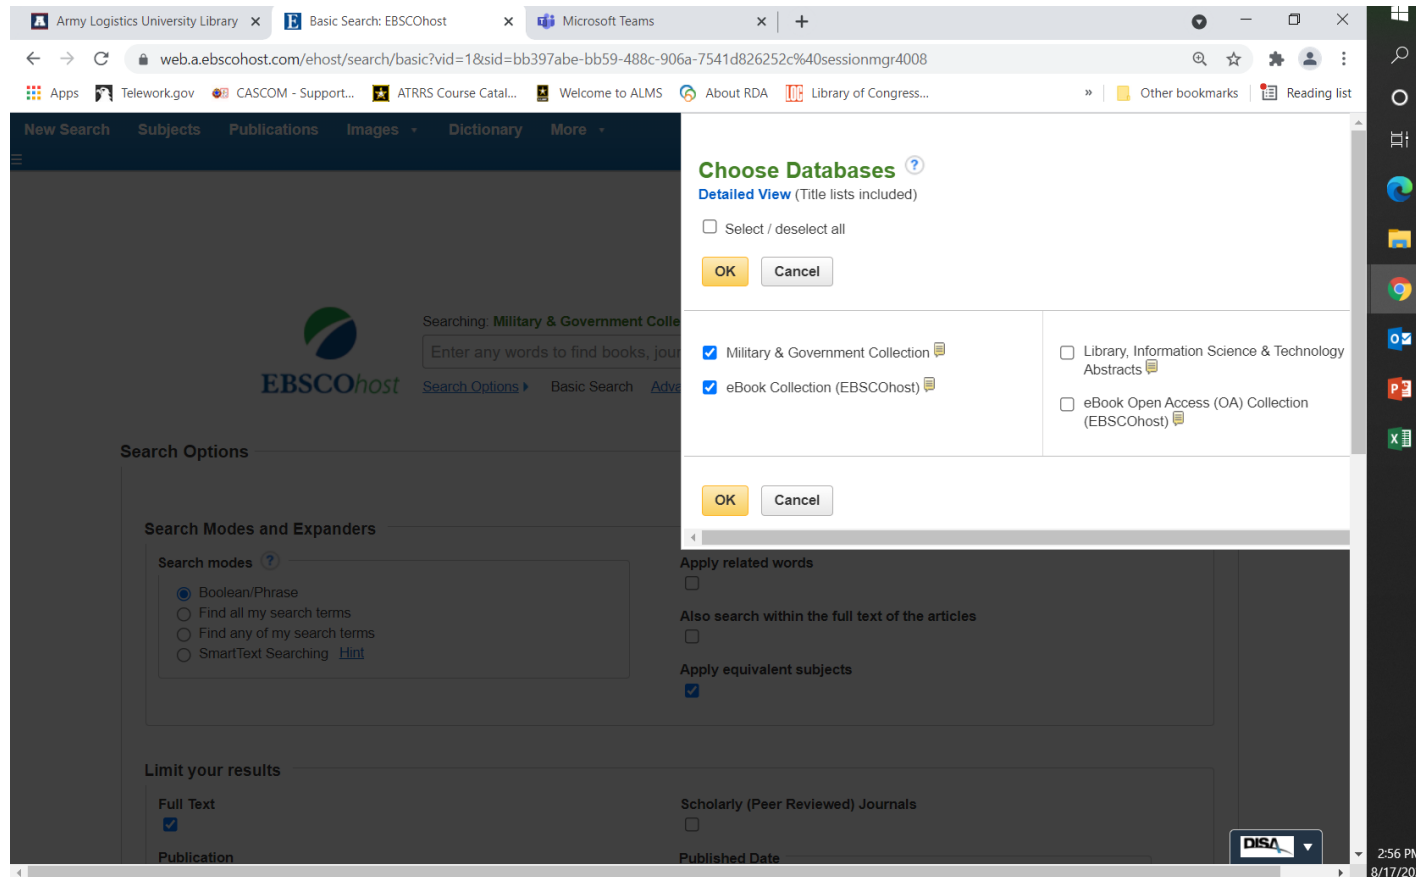 Army Logistics University Library
Basic Search: EBSCOhost
Microsoft Teams
web.a.ebscohost.com/ehost/search/basic?vid=1&sid=bb397abe-bb59-488c-906a-7541d826252c%40sessionmgr4008
Apps
Telework.gov
CASCOM - Support...
ATRRS Course Catal...
Welcome to ALMS
About RDA
Library of Congress...
»
Other bookmarks
Reading list
New Search
Subjects
Publications
Images
Dictionary
More
Choose Databases ?
Detailed View (Title lists included)
Select / deselect all
OK
Cancel
Searching: Military & Government Colle
Enter any words to find books, jour
EBSCOhost
Search Options
Basic Search
Adva
Military & Government Collection
eBook Collection (EBSCOhost)
Library, Information Science & Technology
Abstracts
eBook Open Access (OA) Collection
(EBSCOhost)
OK
Cancel
Search Options
Search Modes and Expanders
Search modes ?
Boolean/Phrase
Find all my search terms
Find any of my search terms
SmartText Searching Hint
Apply related words
Also search within the full text of the articles
Apply equivalent subjects
Limit your results
Full Text
Scholarly (Peer Reviewed) Journals
Publication
Published Date
DISA
2:56 PM
8/17/20